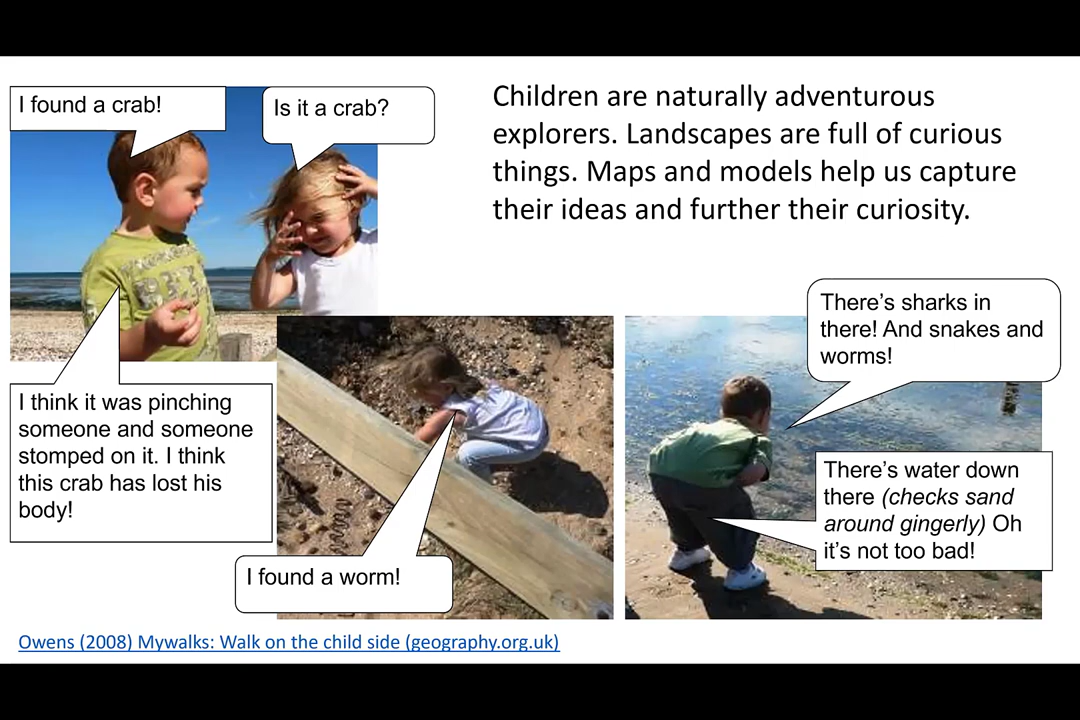 I found a crab!
Is it a crab?
Children are naturally adventurous
explorers. Landscapes are full of curious
things. Maps and models help us capture
their ideas and further their curiosity.
I think it was pinching
someone and someone
stomped on it. I think
this crab has lost his
body!
I found a worm!
There's sharks in
there! And snakes and
worms!
There's water down
there (checks sand
around gingerly) Oh
it's not too bad!
Owens (2008) Mywalks: Walk on the child side (geography.org.uk)